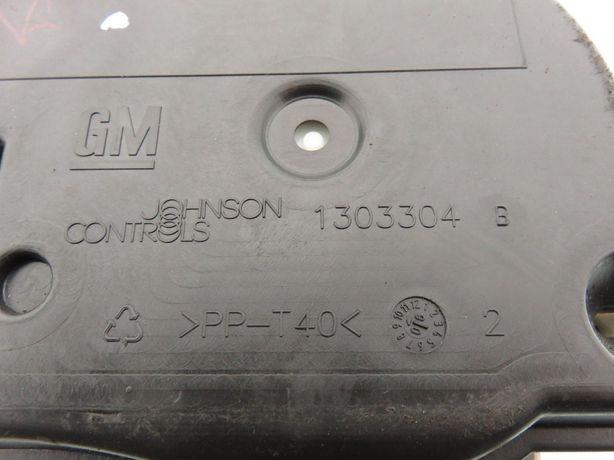 GM
JOHNSON CONTROLS
1303304 B
>PP-T40<
2